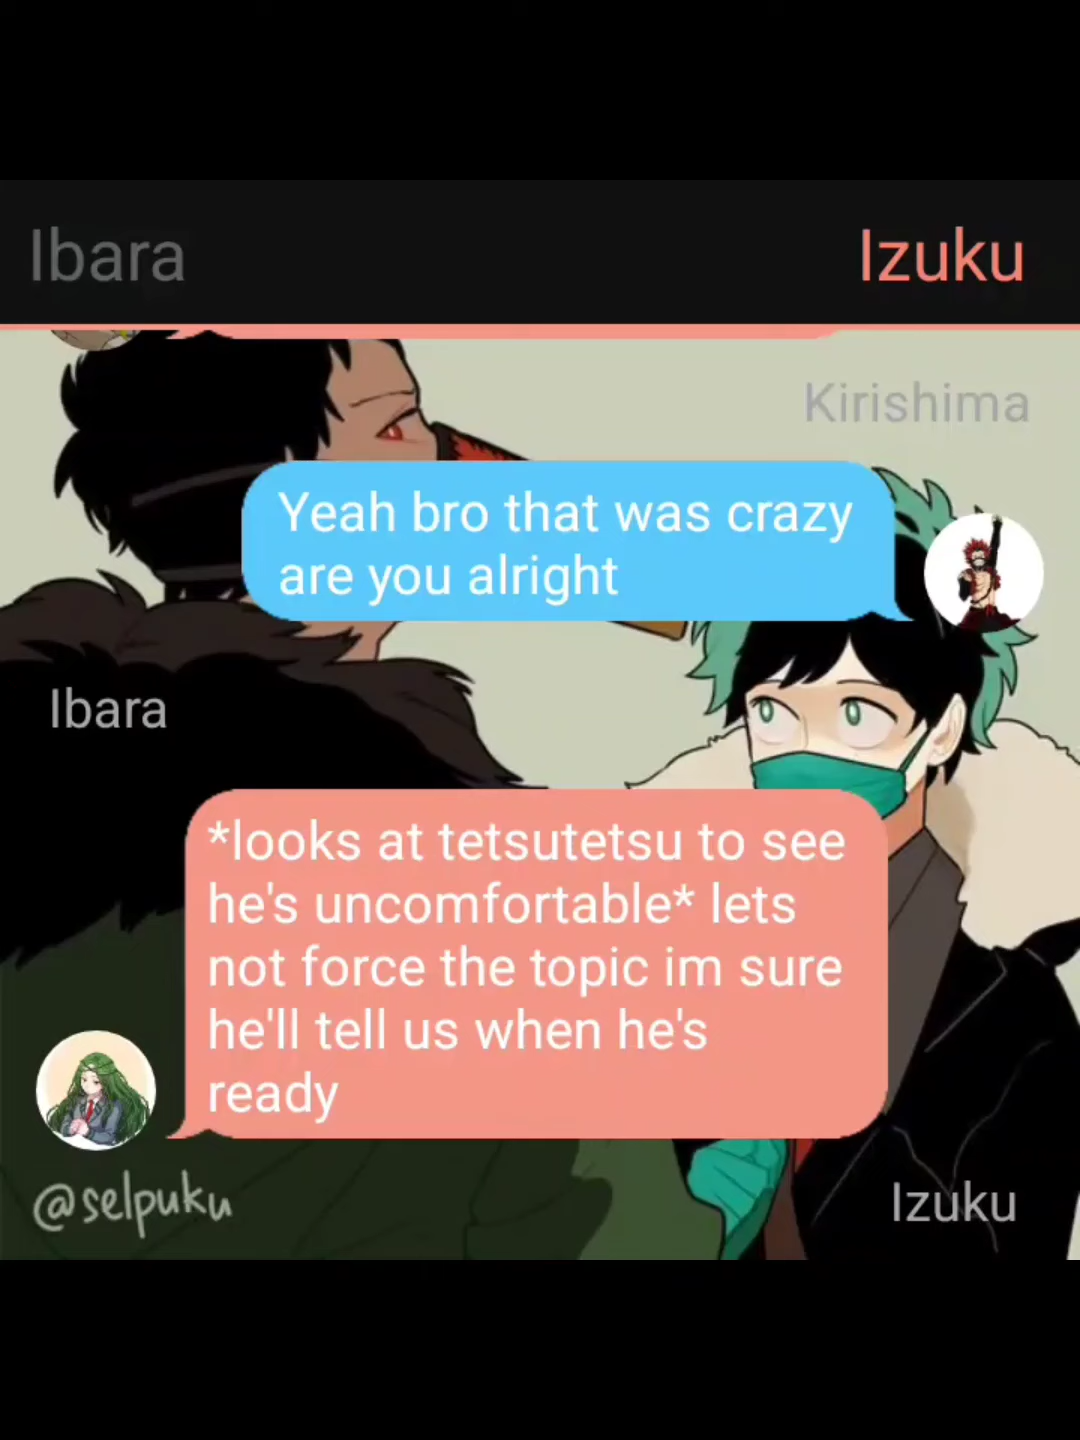 Ibara
Izuku
Kirishima
Yeah bro that was crazy
are you alright
Ibara
*looks at tetsutetsu to see
he's uncomfortable* lets
not force the topic im sure
he'll tell us when he's
ready
@selpuku
Izuku